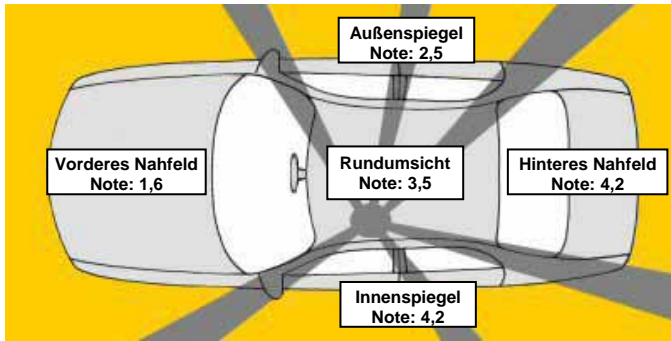 Außenspiegel
Note: 2,5
Vorderes Nahfeld
Note: 1,6
Rundumsicht
Note: 3,5
Hinteres Nahfeld
Note: 4,2
Innenspiegel
Note: 4,2